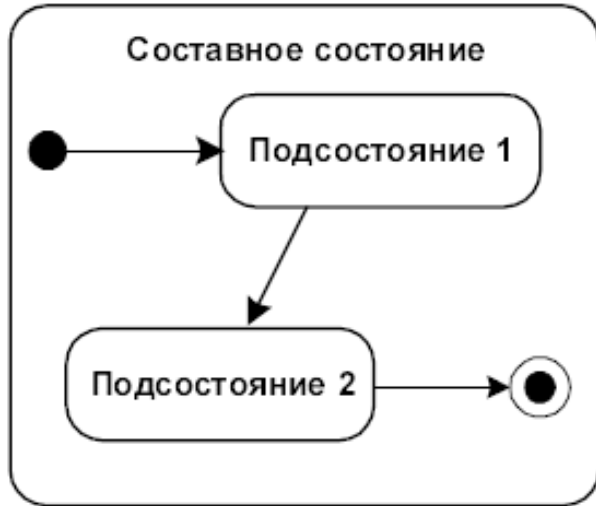 Составное состояние
Подсостояние 1
Подсостояние 2